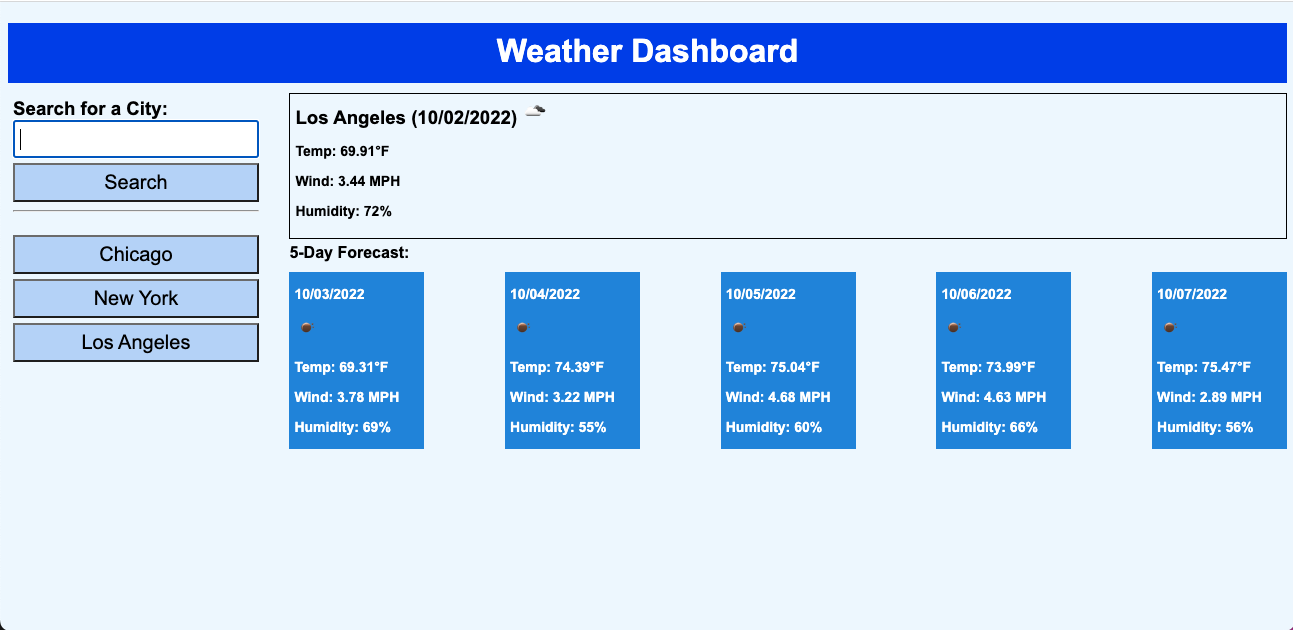 Weather Dashboard
Search for a City:
Search
Chicago
New York
Los Angeles
Los Angeles (10/02/2022)
Temp: 69.91°F
Wind: 3.44 MPH
Humidity: 72%
5-Day Forecast:
10/03/2022
Temp: 69.31°F
Wind: 3.78 MPH
Humidity: 69%
10/04/2022
Temp: 74.39°F
Wind: 3.22 MPH
Humidity: 55%
10/05/2022
Temp: 75.04°F
Wind: 4.68 MPH
Humidity: 60%
10/06/2022
Temp: 73.99°F
Wind: 4.63 MPH
Humidity: 66%
10/07/2022
Temp: 75.47°F
Wind: 2.89 MPH
Humidity: 56%